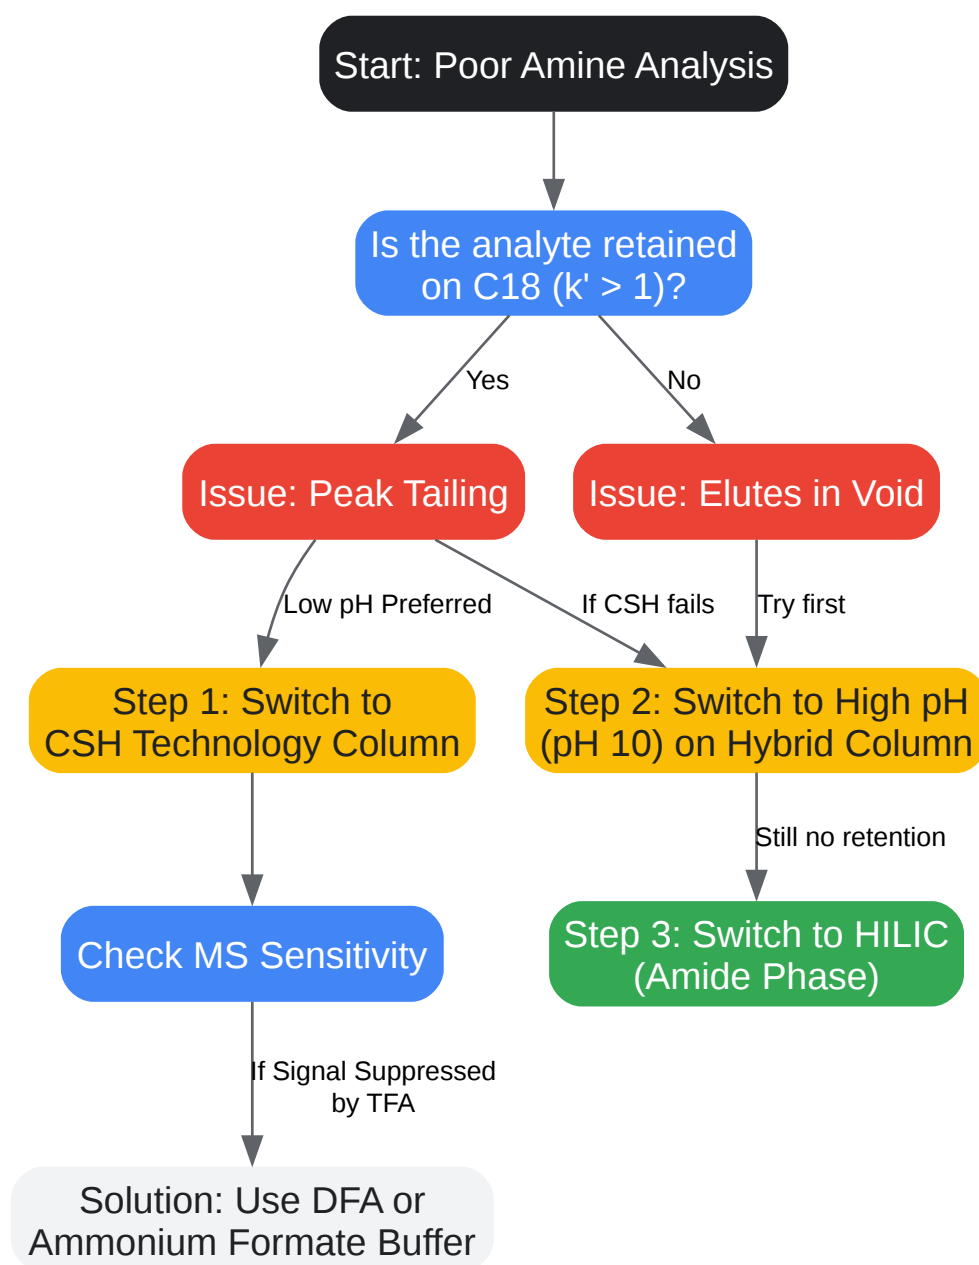 Start: Poor Amine Analysis
Is the analyte retained
on C18 (k' > 1)?
Yes
No
Issue: Peak Tailing
Issue: Elutes in Void
Low pH Preferred
If CSH fails
Try first
Step 1: Switch to
CSH Technology Column
Step 2: Switch to High pH
(pH 10) on Hybrid Column
Still no retention
Check MS Sensitivity
Step 3: Switch to HILIC
(Amide Phase)
If Signal Suppressed
by TFA
Solution: Use DFA or
Ammonium Formate Buffer